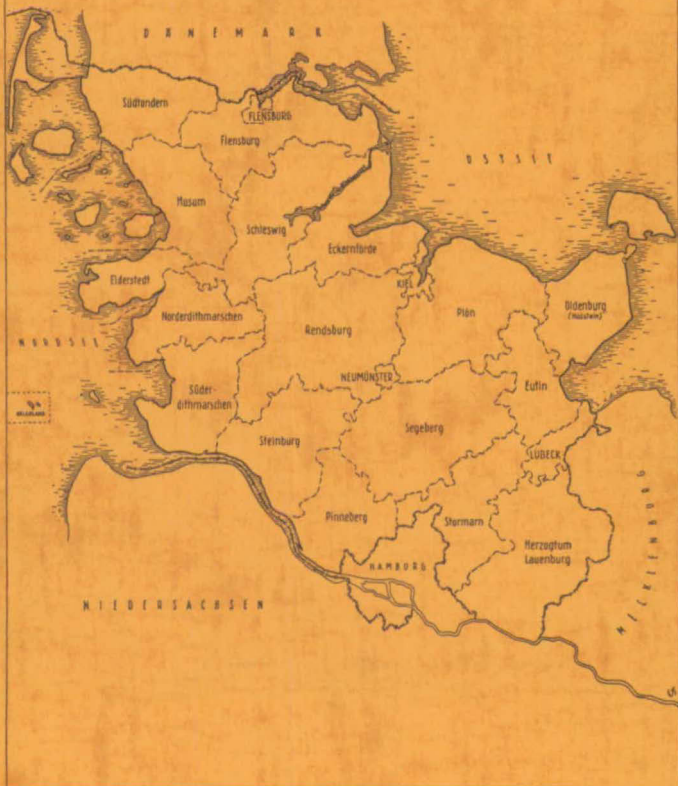 DÄNEMARK
Südtondern
FLENSBURG
Flensburg
OSTSEE
Husum
Schleswig
Eckernförde
Eiderstedt
KIEL
Norderdithmarschen
Rendsburg
Plön
Oldenburg
(Holstein)
NORDSEE
NEUMÜNSTER
Eutin
Süder-
dithmarschen
HELGOLAND
Steinburg
Segeberg
LÜBECK
Pinneberg
Stormarn
Herzogtum
Lauenburg
HAMBURG
MECKLENBURG
NIEDERSACHSEN